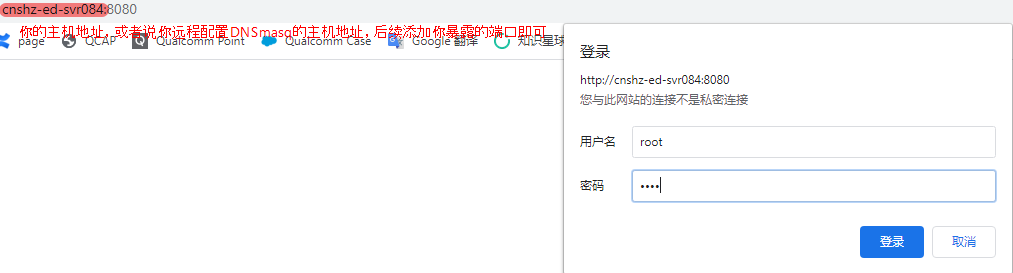 cnshz-ed-svr084:8080
你的主机地址,或者说你远程配置DNSmasq的主机地址,后续添加你暴露的端口即可
page QCAP Qualcomm Point Qualcomm Case Google 翻译 知识星球
登录
http://cnshz-ed-svr084:8080
您与此网站的连接不是私密连接
用户名 root
密码 ••••
登录 取消